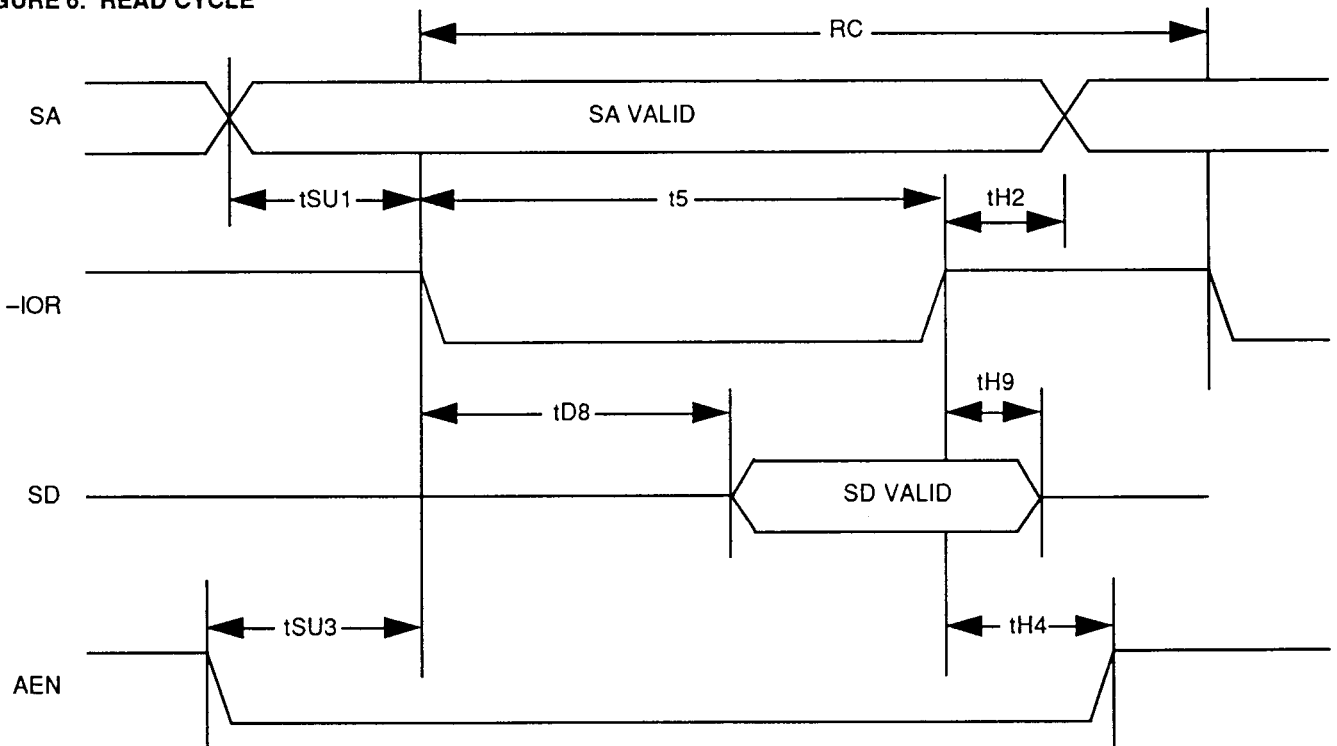 GURE 6. READ CYCLE
RC
SA
SA VALID
tSU1
t5
tH2
–IOR
tD8
tH9
SD
SD VALID
tSU3
tH4
AEN